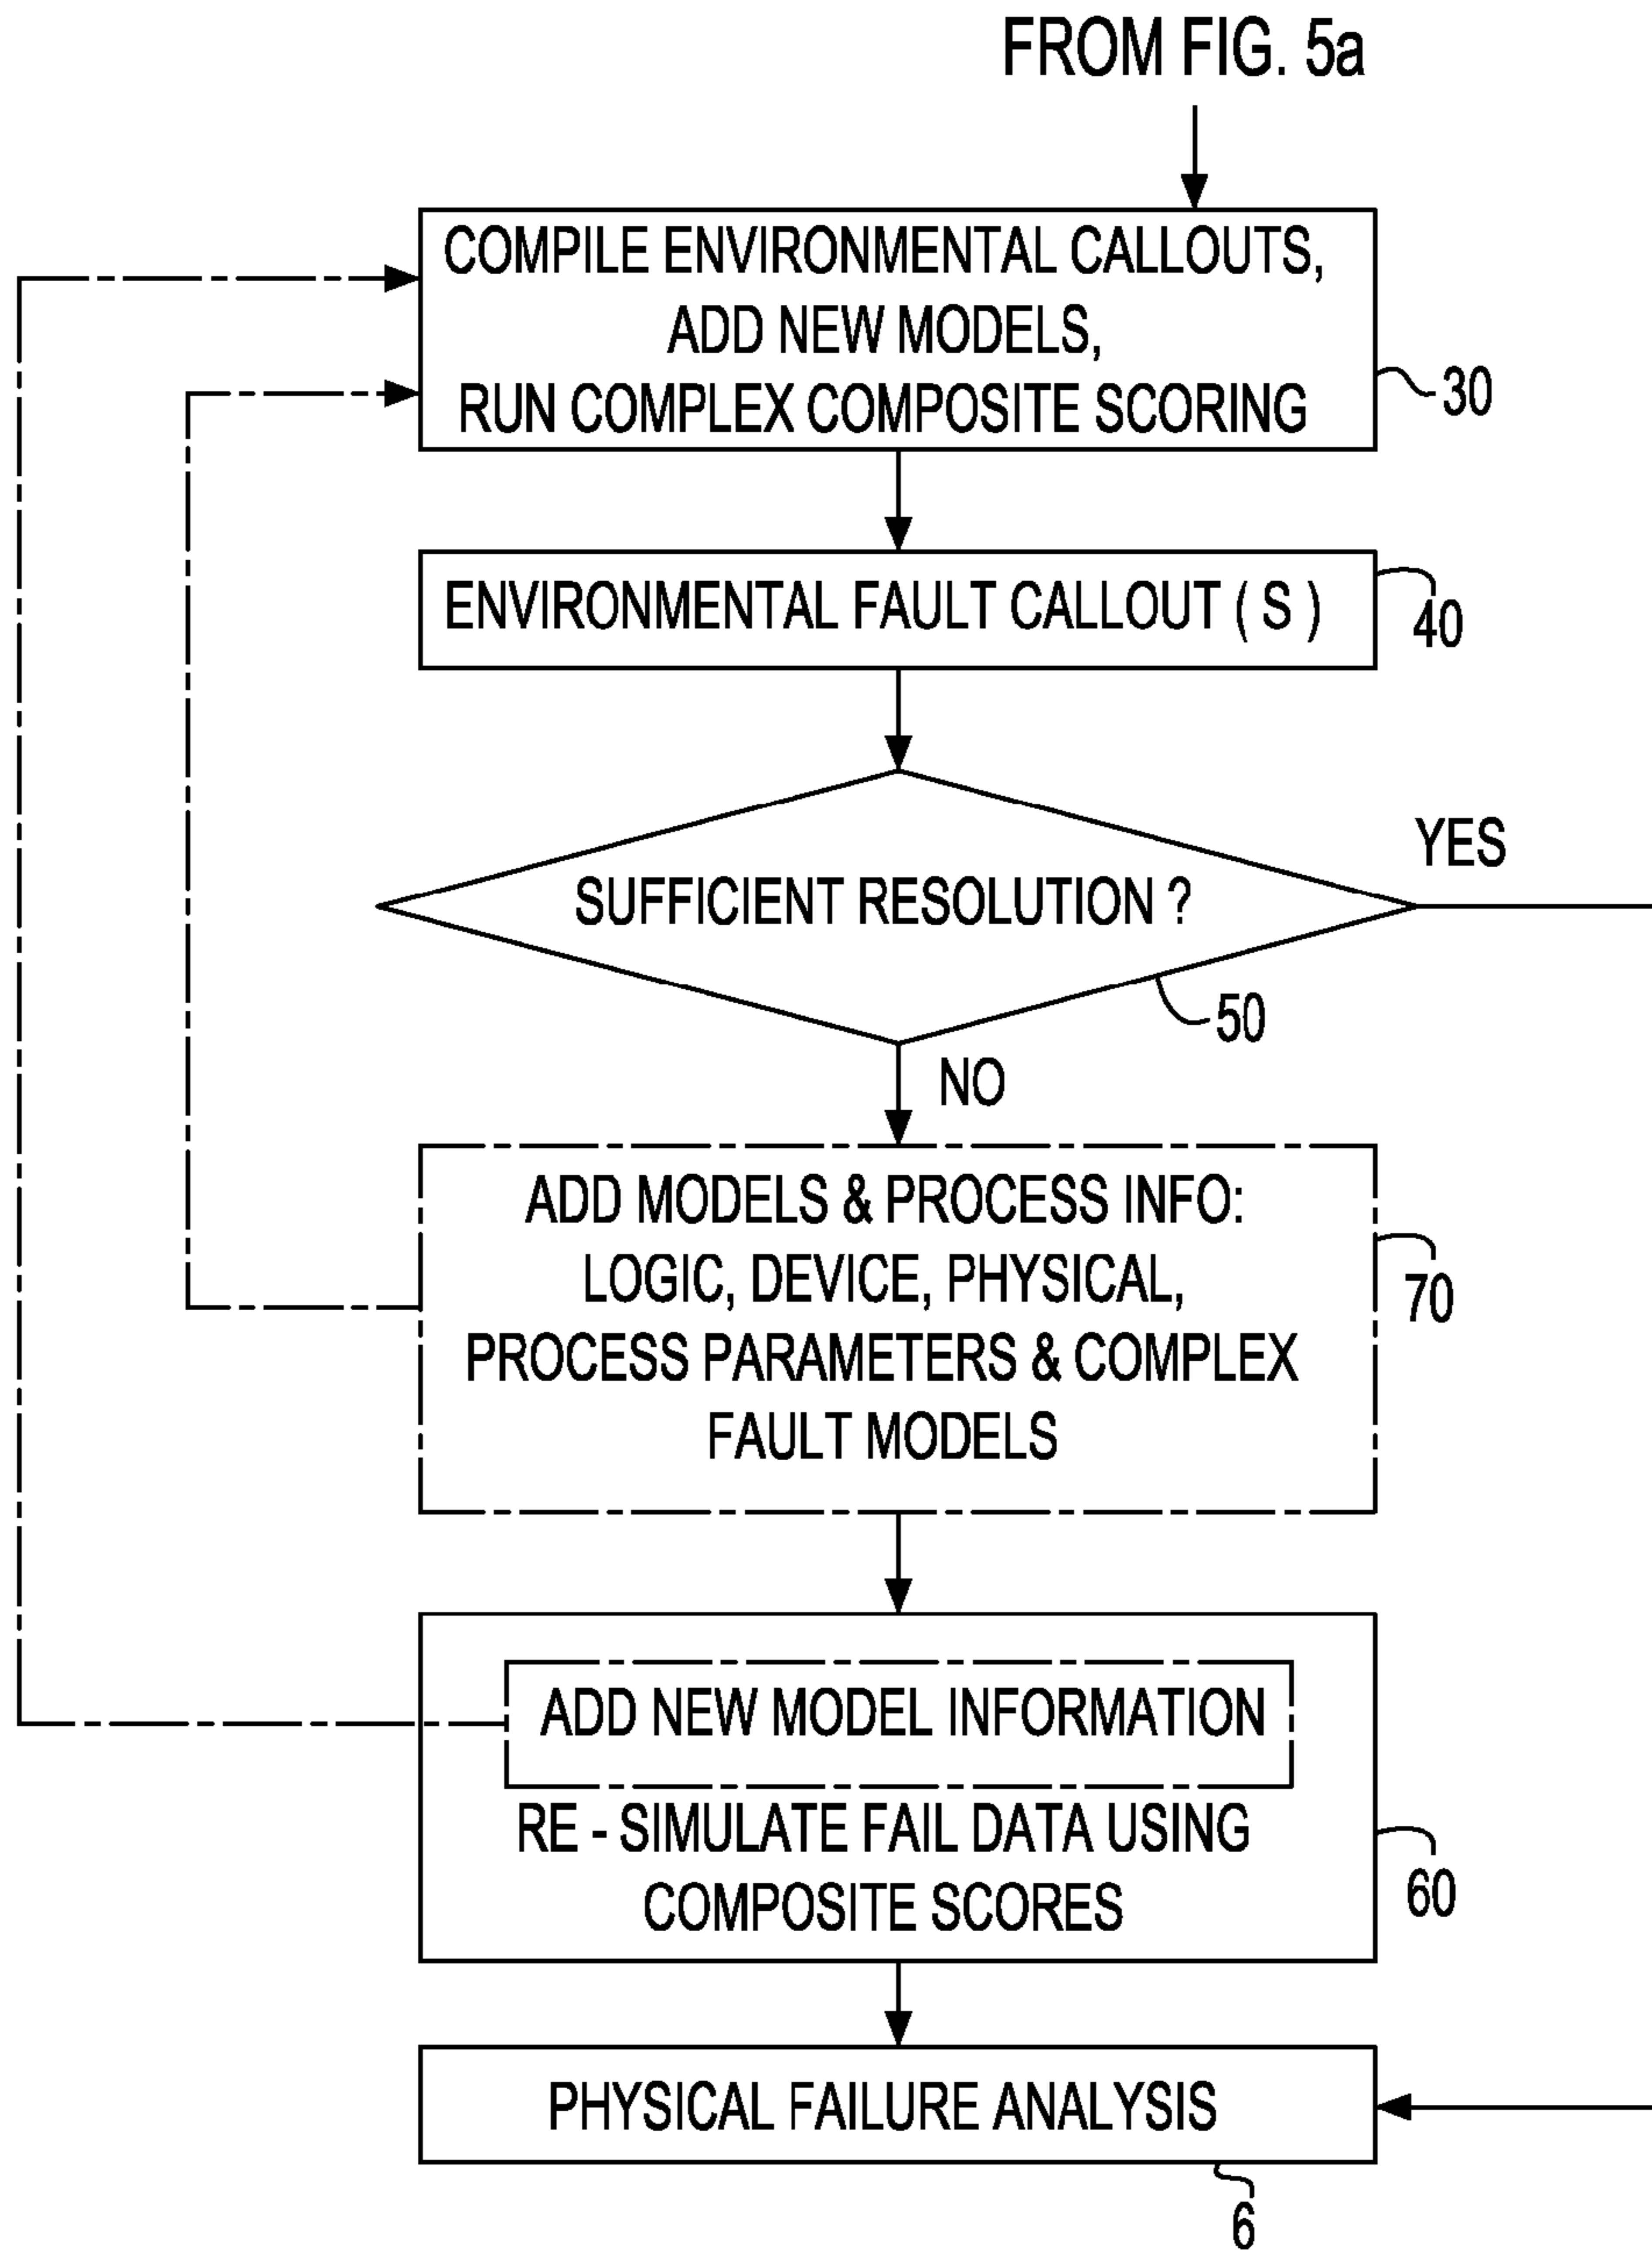 FROM FIG. 5a
COMPILE ENVIRONMENTAL CALLOUTS,
ADD NEW MODELS,
RUN COMPLEX COMPOSITE SCORING
30
ENVIRONMENTAL FAULT CALLOUT ( S )
40
YES
SUFFICIENT RESOLUTION ?
50
NO
ADD MODELS & PROCESS INFO:
LOGIC, DEVICE, PHYSICAL,
PROCESS PARAMETERS & COMPLEX
FAULT MODELS
70
ADD NEW MODEL INFORMATION
RE - SIMULATE FAIL DATA USING
COMPOSITE SCORES
60
PHYSICAL FAILURE ANALYSIS
6